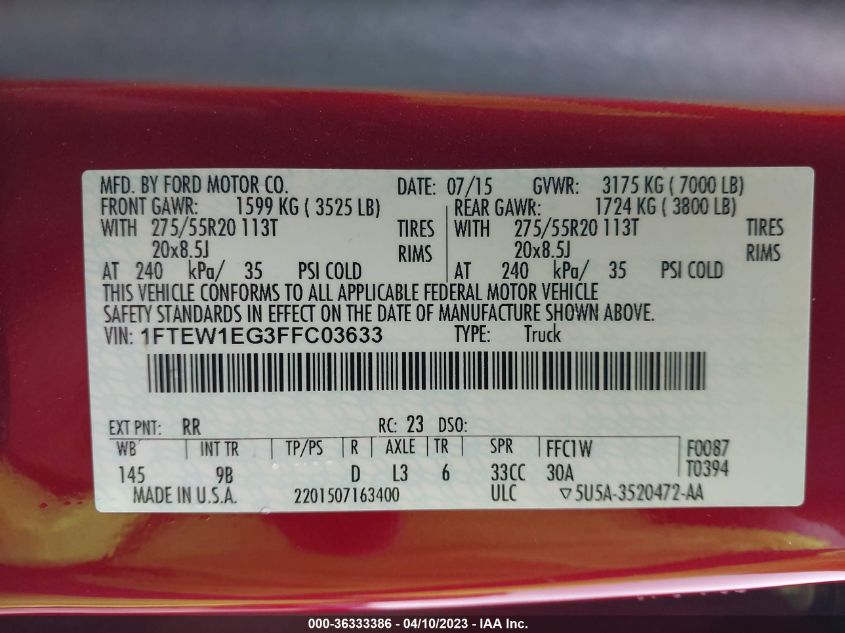 MFD. BY FORD MOTOR CO. DATE: 07/15 GVWR: 3175 KG ( 7000 LB)
FRONT GAWR: 1599 KG ( 3525 LB) REAR GAWR: 1724 KG ( 3800 LB)
WITH 275/55R20 113T TIRES WITH 275/55R20 113T TIRES
20x8.5J RIMS 20x8.5J RIMS
AT 240 kPa/ 35 PSI COLD AT 240 kPa/ 35 PSI COLD
THIS VEHICLE CONFORMS TO ALL APPLICABLE FEDERAL MOTOR VEHICLE
SAFETY STANDARDS IN EFFECT ON THE DATE OF MANUFACTURE SHOWN ABOVE.
VIN: 1FTEW1EG3FFC03633 TYPE: Truck
EXT PNT: RR RC: 23 DSO:
WB INT TR TP/PS R AXLE TR SPR FFC1W F0087
145 9B D L3 6 33CC 30A T0394
MADE IN U.S.A. 2201507163400 ULC ▽5U5A-3520472-AA
000-36333386 - 04/10/2023 - IAA Inc.